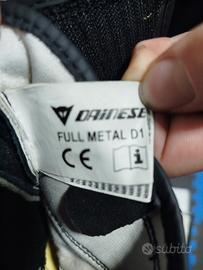 DAINESE
FULL METAL D1
CE i
subito